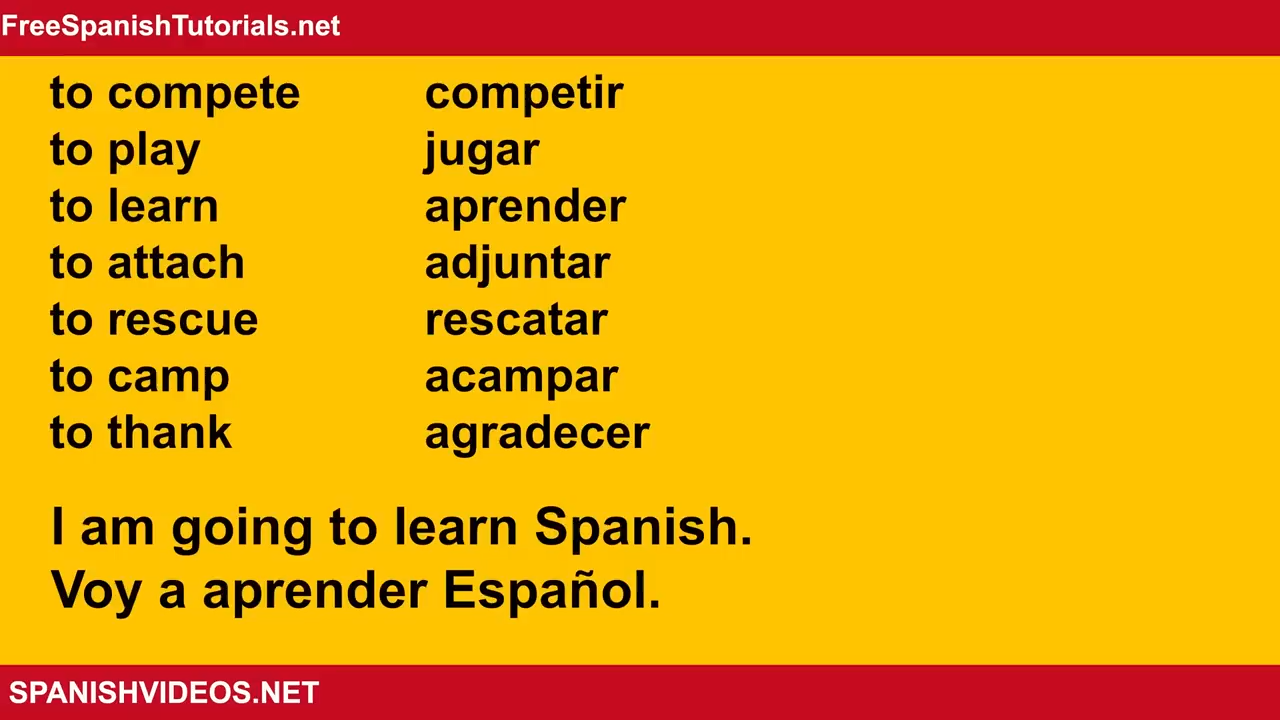 FreeSpanishTutorials.net
to compete competir
to play jugar
to learn aprender
to attach adjuntar
to rescue rescatar
to camp acampar
to thank agradecer
I am going to learn Spanish.
Voy a aprender Español.
SPANISHVIDEOS.NET